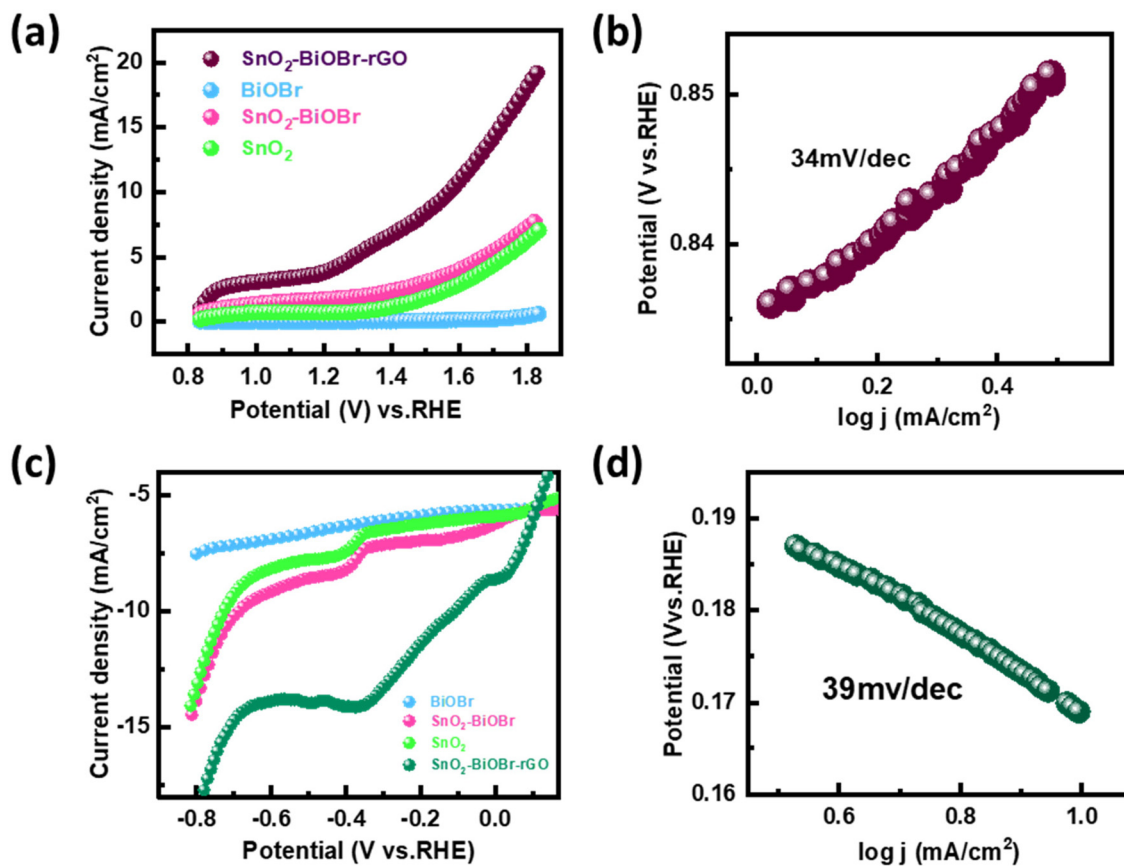 (a)
SnO₂-BiOBr-rGO
BiOBr
SnO₂-BiOBr
SnO₂
Current density (mA/cm²)
20
15
10
5
0
0.8 1.0 1.2 1.4 1.6 1.8
Potential (V) vs.RHE
(b)
34mV/dec
Potential (V vs.RHE)
0.85
0.84
0.0 0.2 0.4
log j (mA/cm²)
(c)
Current density (mA/cm²)
-5
-10
-15
BiOBr
SnO₂-BiOBr
SnO₂
SnO₂-BiOBr-rGO
-0.8 -0.6 -0.4 -0.2 0.0
Potential (V vs.RHE)
(d)
Potential (Vvs.RHE)
0.19
0.18
0.17
0.16
39mv/dec
0.6 0.8 1.0
log j (mA/cm²)